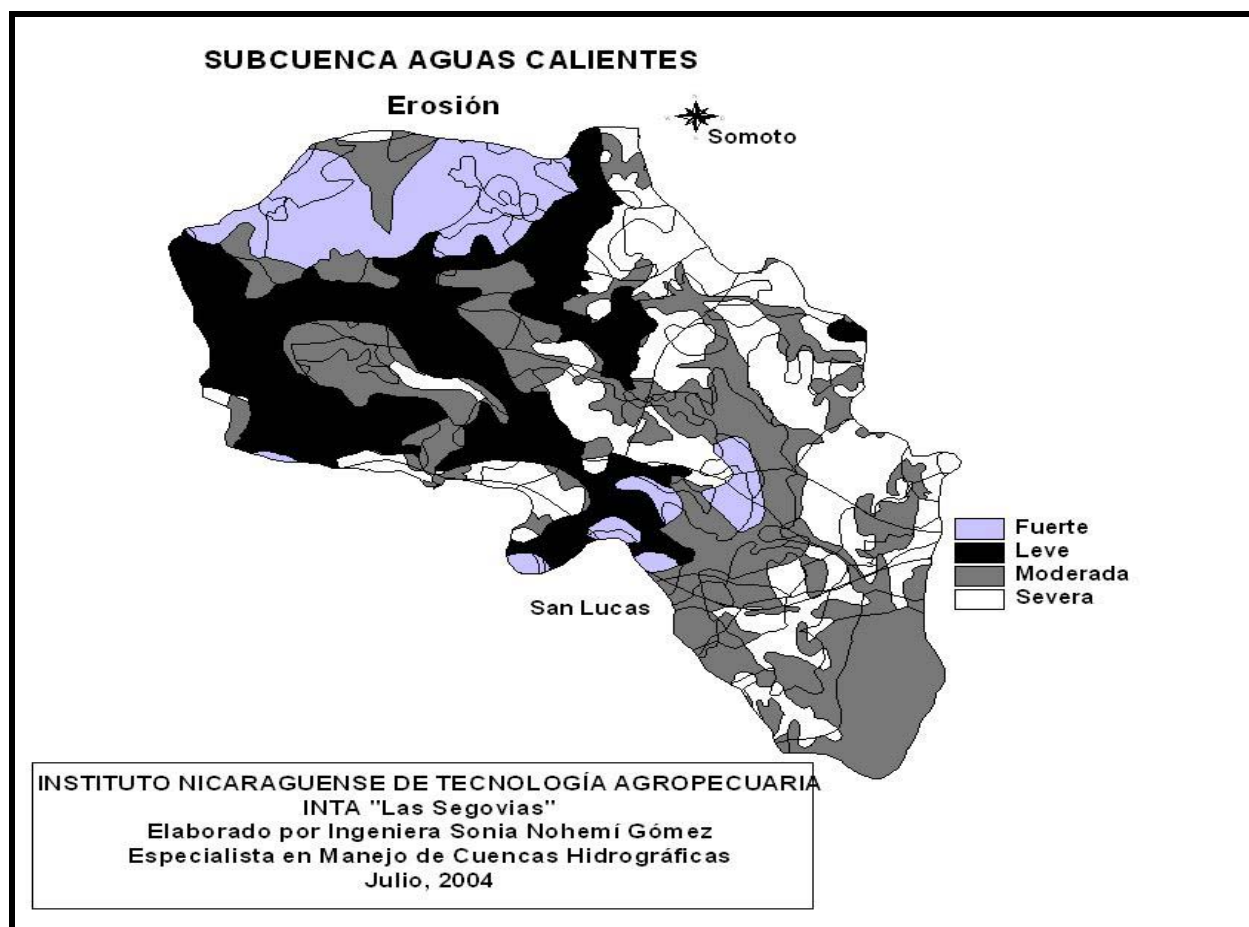 SUBCUENCA AGUAS CALIENTES
Erosión
Somoto
Fuerte
Leve
Moderada
Severa
San Lucas
INSTITUTO NICARAGUENSE DE TECNOLOGÍA AGROPECUARIA
INTA "Las Segovias"
Elaborado por Ingeniera Sonia Nohemí Gómez
Especialista en Manejo de Cuencas Hidrográficas
Julio, 2004